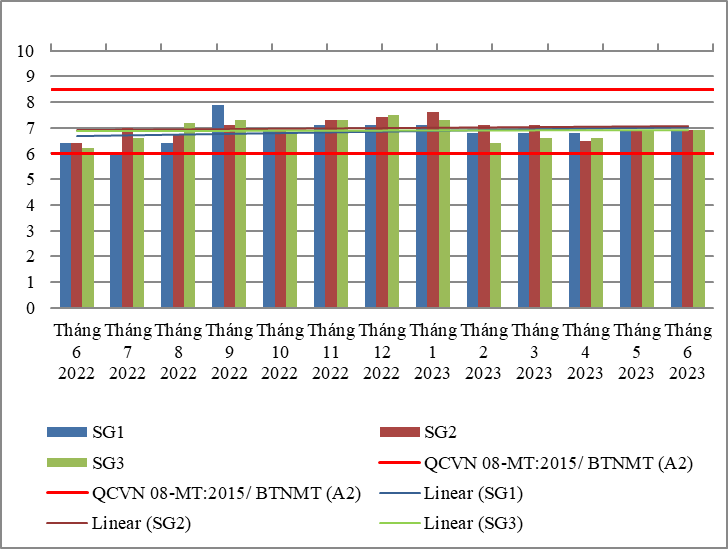 10
9
8
7
6
5
4
3
2
1
0
Tháng Tháng Tháng Tháng Tháng Tháng Tháng Tháng Tháng Tháng Tháng Tháng Tháng
6 7 8 9 10 11 12 1 2 3 4 5 6
2022 2022 2022 2022 2022 2022 2022 2023 2023 2023 2023 2023 2023
SG1 SG2
SG3 QCVN 08-MT:2015/ BTNMT (A2)
QCVN 08-MT:2015/ BTNMT (A2) Linear (SG1)
Linear (SG2) Linear (SG3)